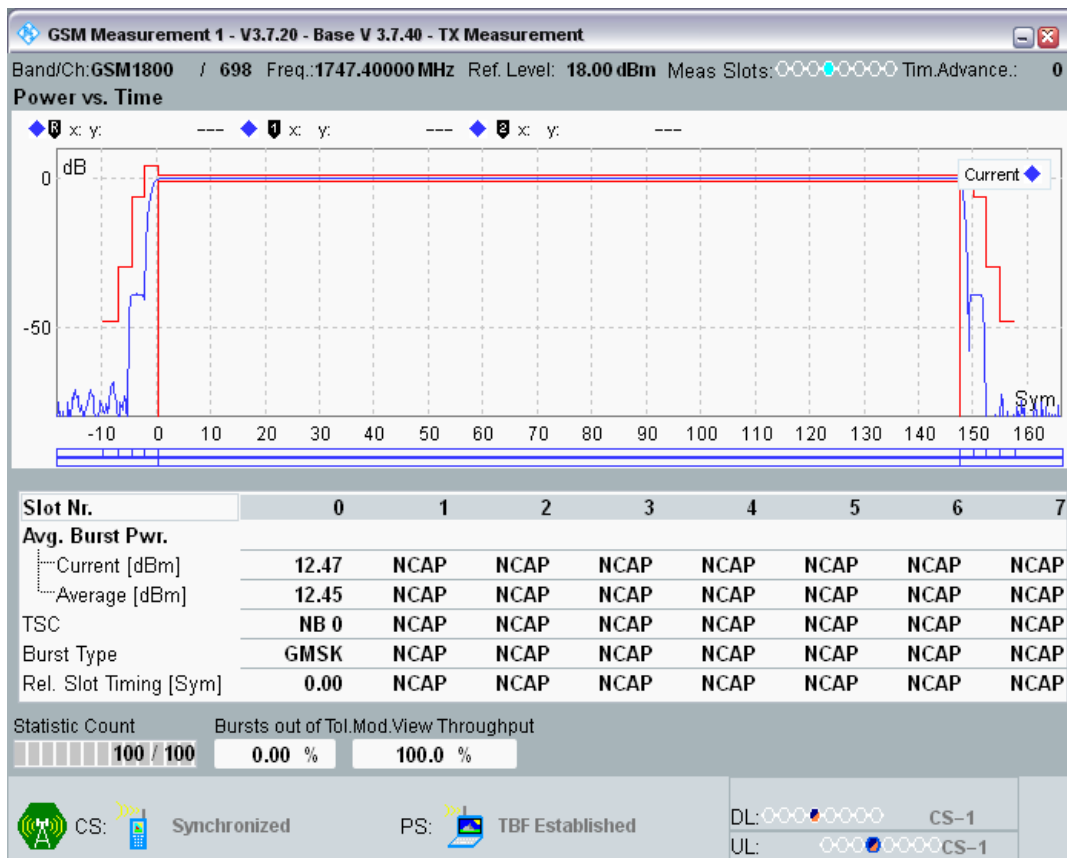 GSM Measurement 1 - V3.7.20 - Base V 3.7.40 - TX Measurement
Band/Ch:GSM1800 / 698 Freq.:1747.40000 MHz Ref. Level: 18.00 dBm Meas Slots: Tim.Advance.: 0
Power vs. Time
R x: y: --- 1 x: y: --- 2 x: y: ---
dB
0
Current
-50
Sym
-10 0 10 20 30 40 50 60 70 80 90 100 110 120 130 140 150 160
Slot Nr. 0 1 2 3 4 5 6 7
Avg. Burst Pwr.
Current [dBm] 12.47 NCAP NCAP NCAP NCAP NCAP NCAP NCAP
Average [dBm] 12.45 NCAP NCAP NCAP NCAP NCAP NCAP NCAP
TSC NB 0 NCAP NCAP NCAP NCAP NCAP NCAP NCAP
Burst Type GMSK NCAP NCAP NCAP NCAP NCAP NCAP NCAP
Rel. Slot Timing [Sym] 0.00 NCAP NCAP NCAP NCAP NCAP NCAP NCAP
Statistic Count Bursts out of Tol.Mod.View Throughput
100 / 100 0.00 % 100.0 %
CS: Synchronized PS: TBF Established
DL: CS-1
UL: CS-1